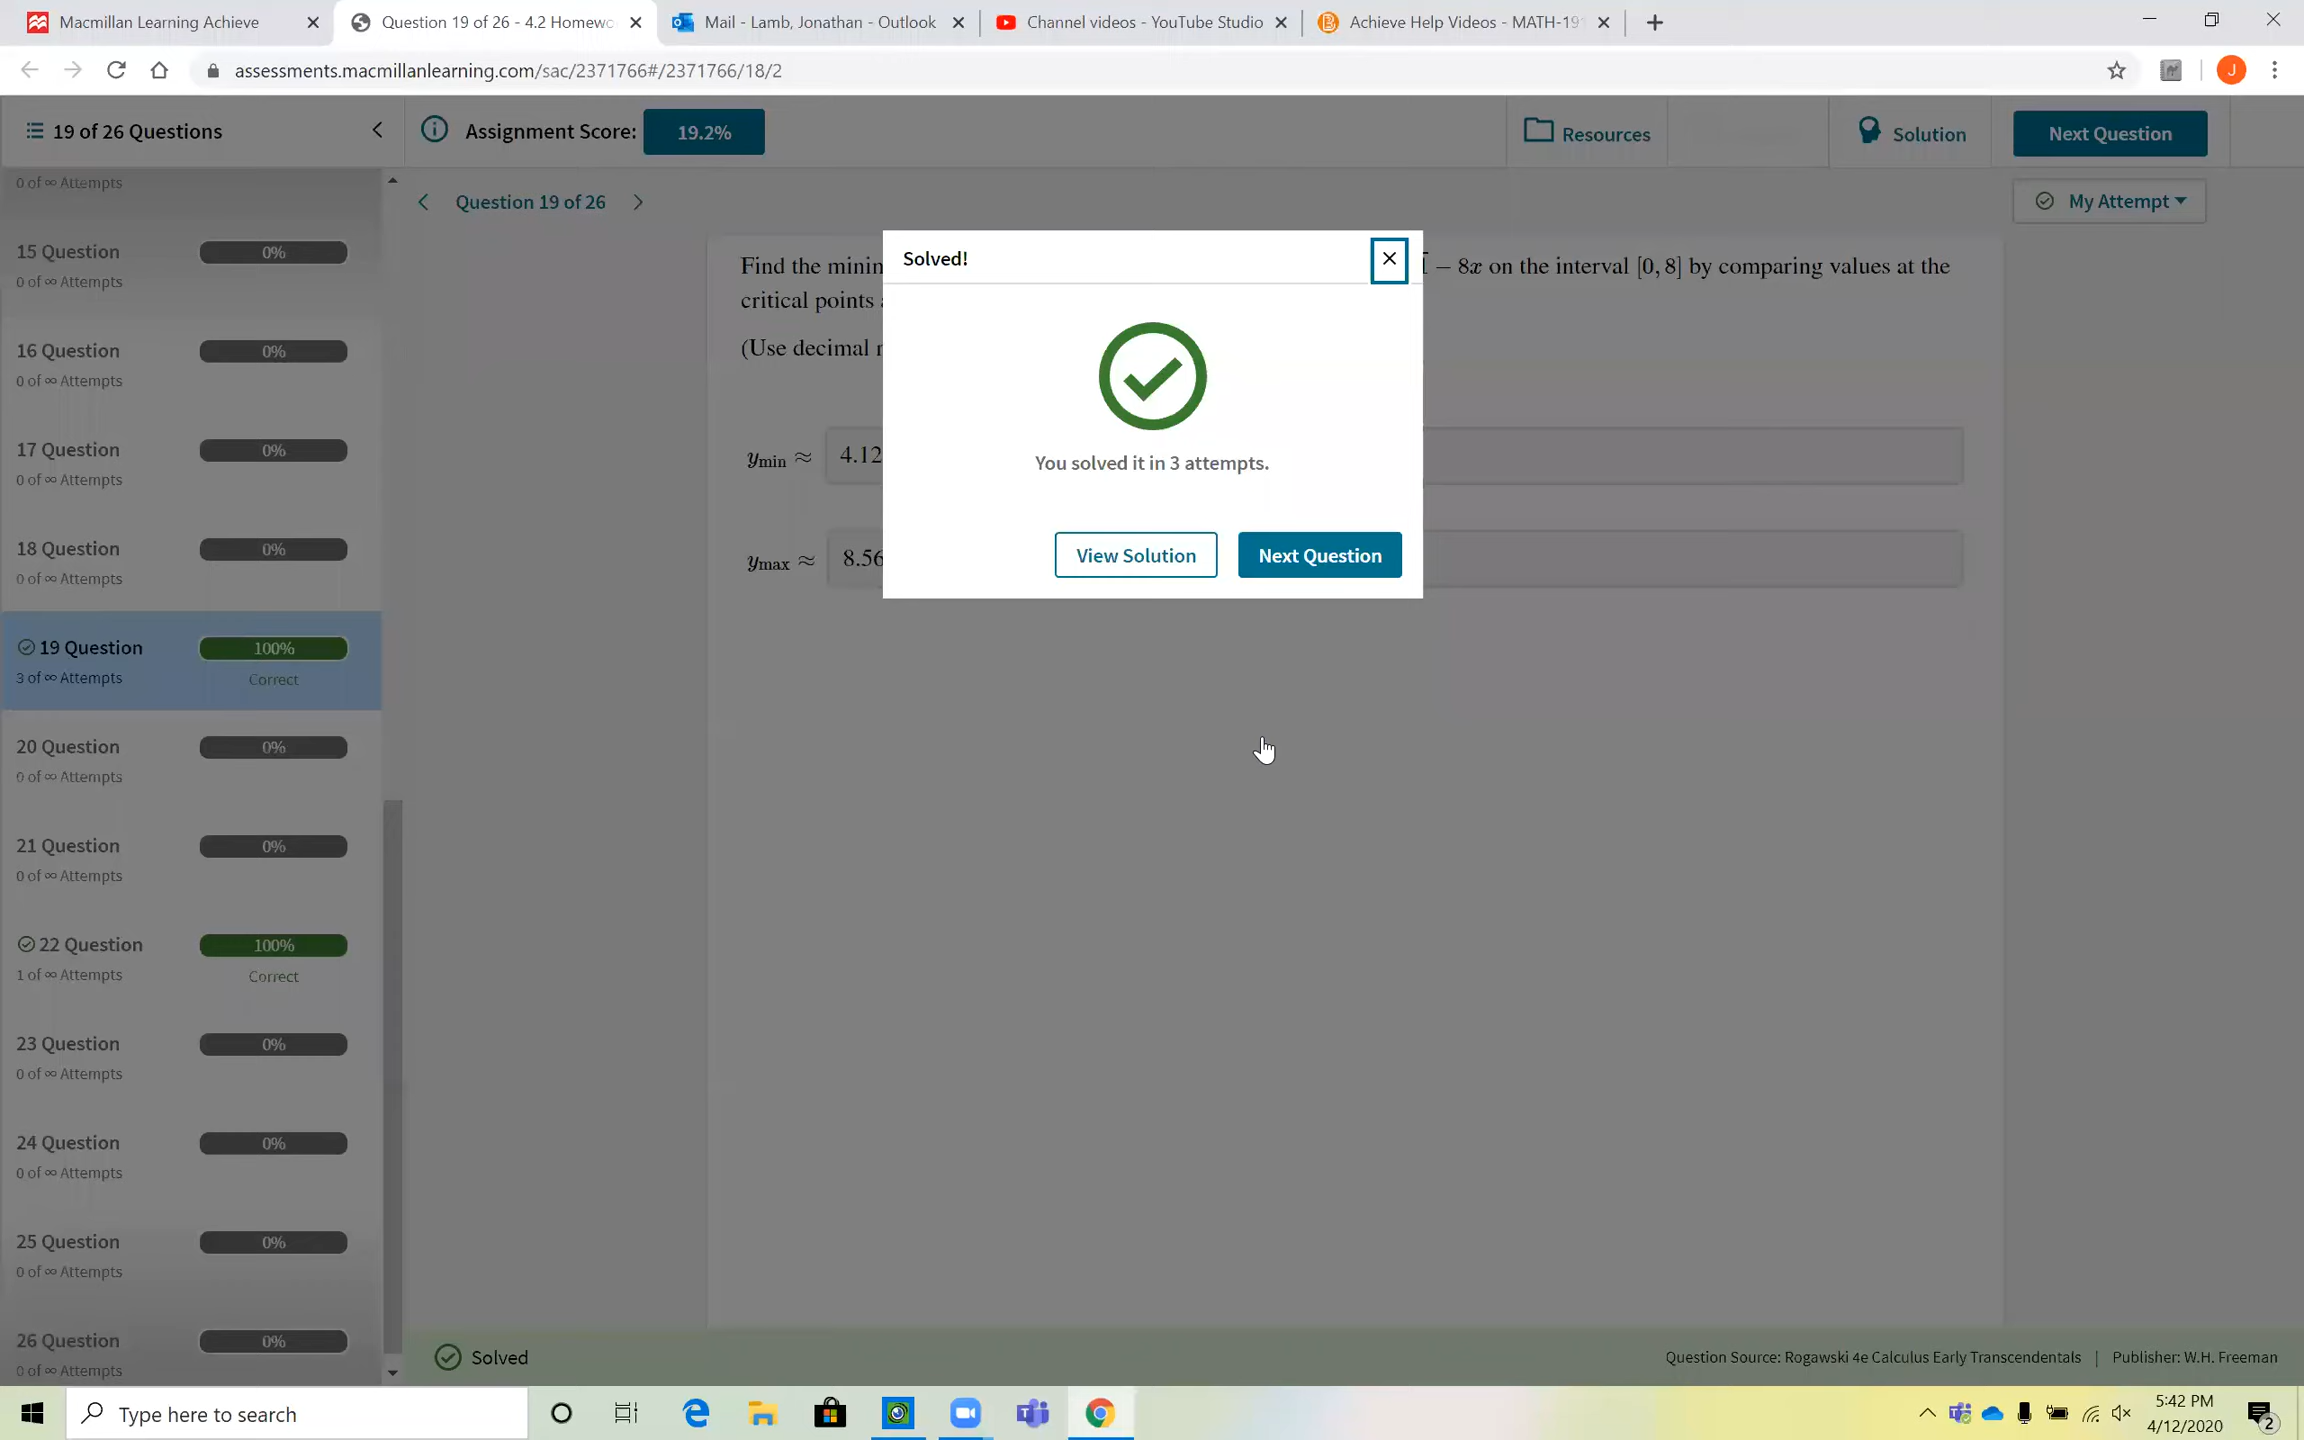 Macmillan Learning Achieve
Question 19 of 26 - 4.2 Homewo
Mail - Lamb, Jonathan - Outlook
Channel videos - YouTube Studio
Achieve Help Videos - MATH-191
assessments.macmillanlearning.com/sac/2371766#/2371766/18/2
J
19 of 26 Questions
Assignment Score: 19.2%
Resources
Solution
Next Question
0 of ∞ Attempts
Question 19 of 26
My Attempt
15 Question 0%
0 of ∞ Attempts
16 Question 0%
0 of ∞ Attempts
17 Question 0%
0 of ∞ Attempts
18 Question 0%
0 of ∞ Attempts
19 Question 100%
3 of ∞ Attempts Correct
20 Question 0%
0 of ∞ Attempts
21 Question 0%
0 of ∞ Attempts
22 Question 100%
1 of ∞ Attempts Correct
23 Question 0%
0 of ∞ Attempts
24 Question 0%
0 of ∞ Attempts
25 Question 0%
0 of ∞ Attempts
26 Question 0%
0 of ∞ Attempts
Find the − 8x on the interval [0, 8] by comparing values at the
critical points
(Use decimal
ymin ≈ 4.12
ymax ≈ 8.56
Solved!
You solved it in 3 attempts.
View Solution
Next Question
Solved
Question Source: Rogawski 4e Calculus Early Transcendentals | Publisher: W.H. Freeman
Type here to search
5:42 PM
4/12/2020
2